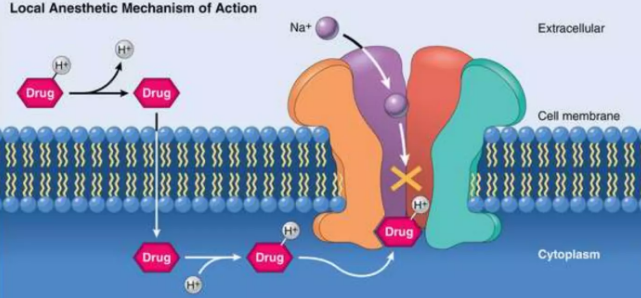 Local Anesthetic Mechanism of Action
Na+
Extracellular
H+
H+
Drug
Drug
Cell membrane
H+
Drug
H+
Drug
Drug
H+
Cytoplasm